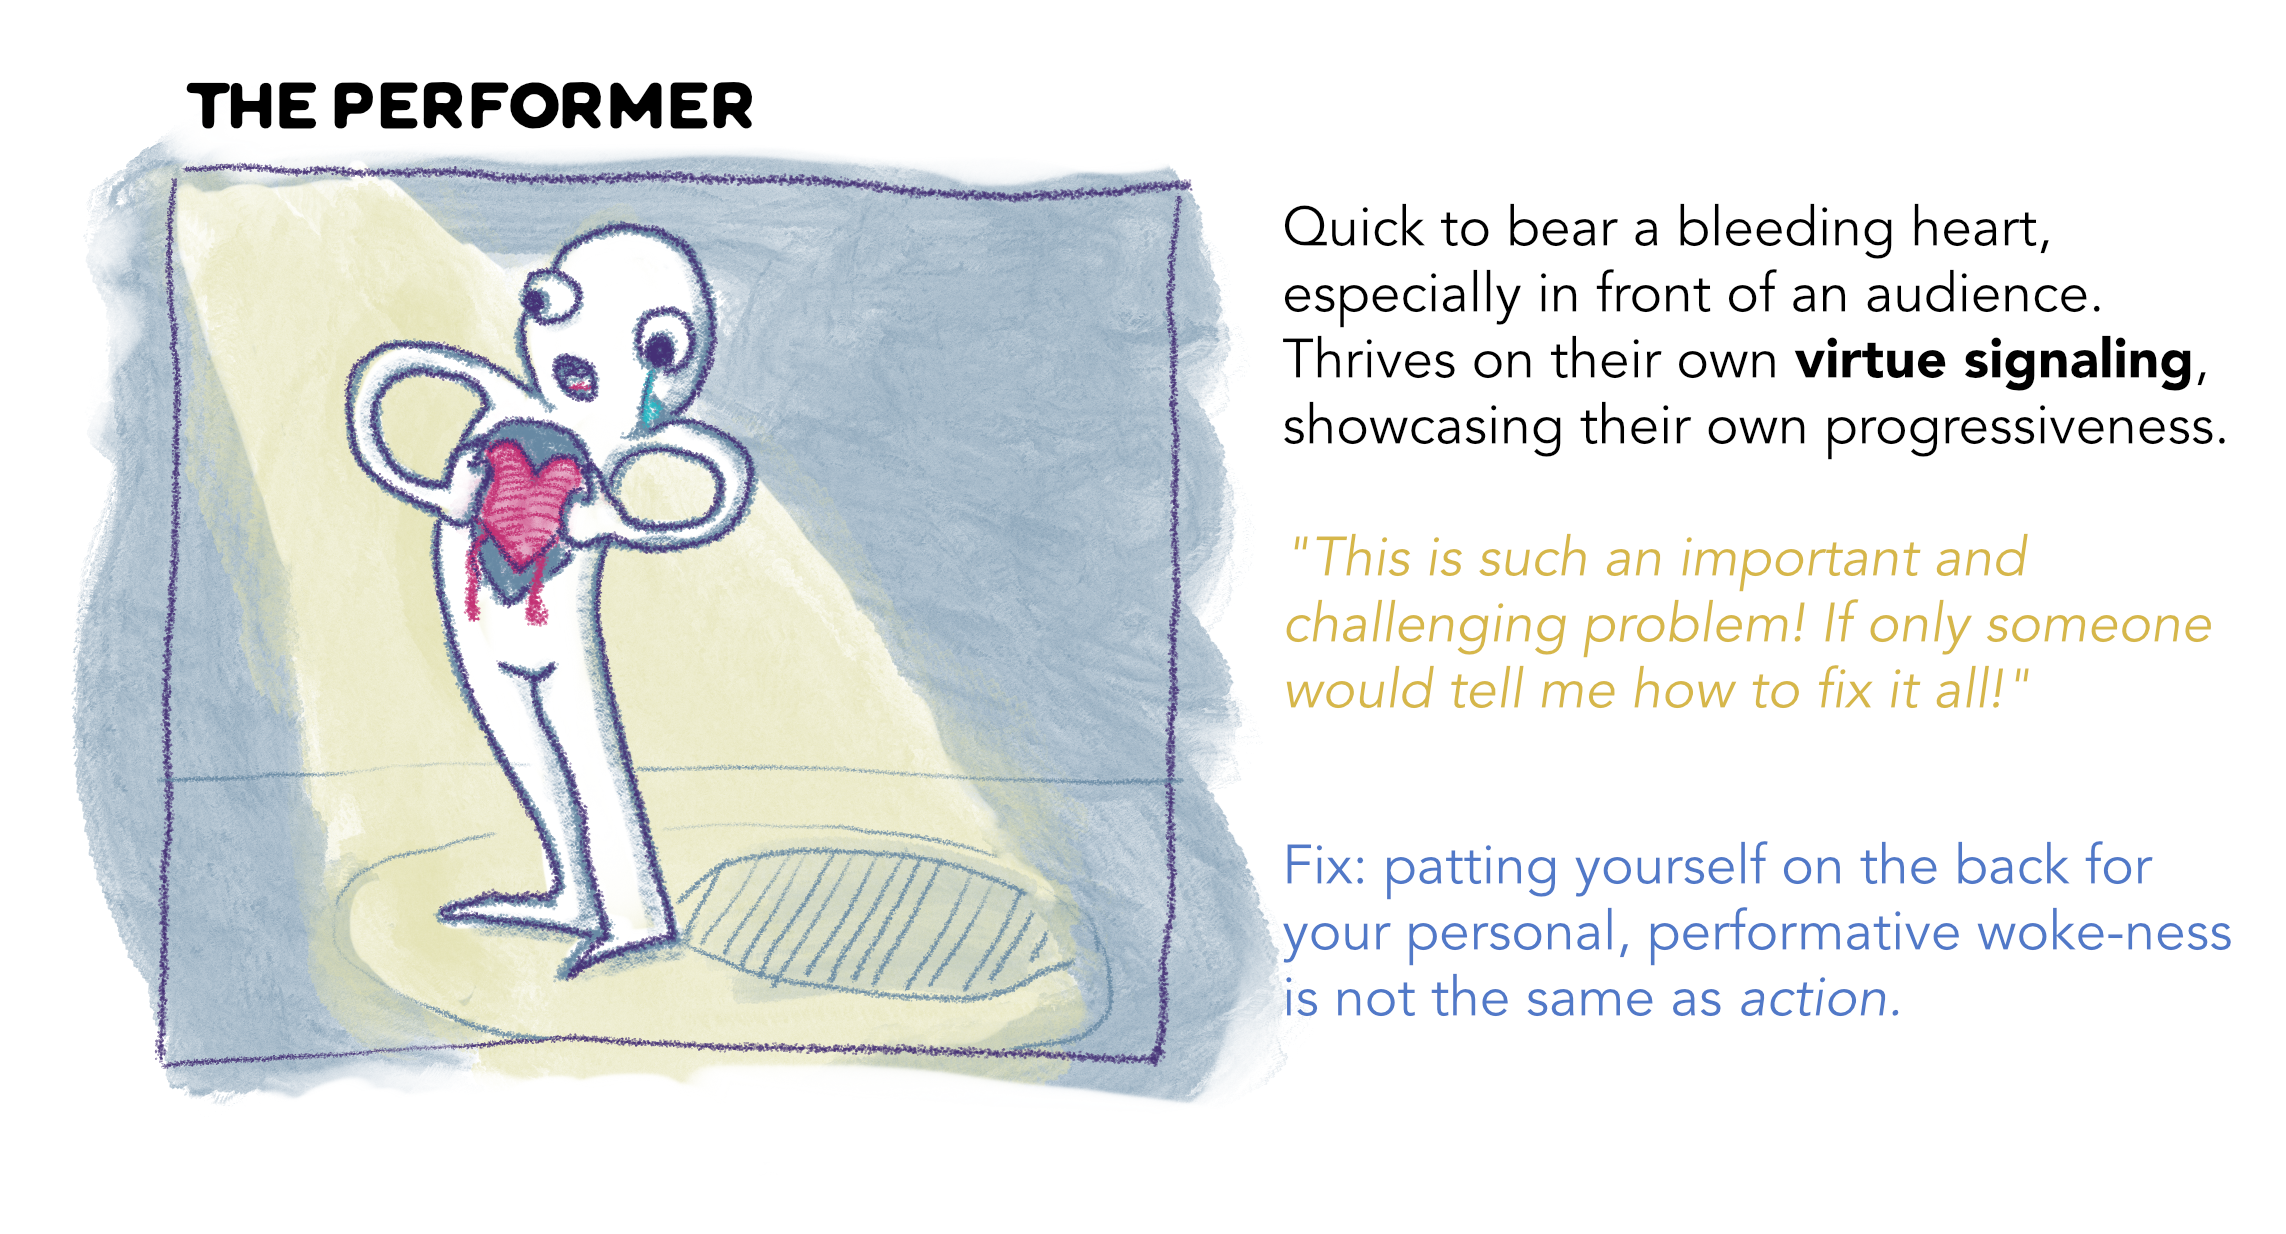 THE PERFORMER
Quick to bear a bleeding heart,
especially in front of an audience.
Thrives on their own virtue signaling,
showcasing their own progressiveness.
"This is such an important and
challenging problem! If only someone
would tell me how to fix it all!"
Fix: patting yourself on the back for
your personal, performative woke-ness
is not the same as action.